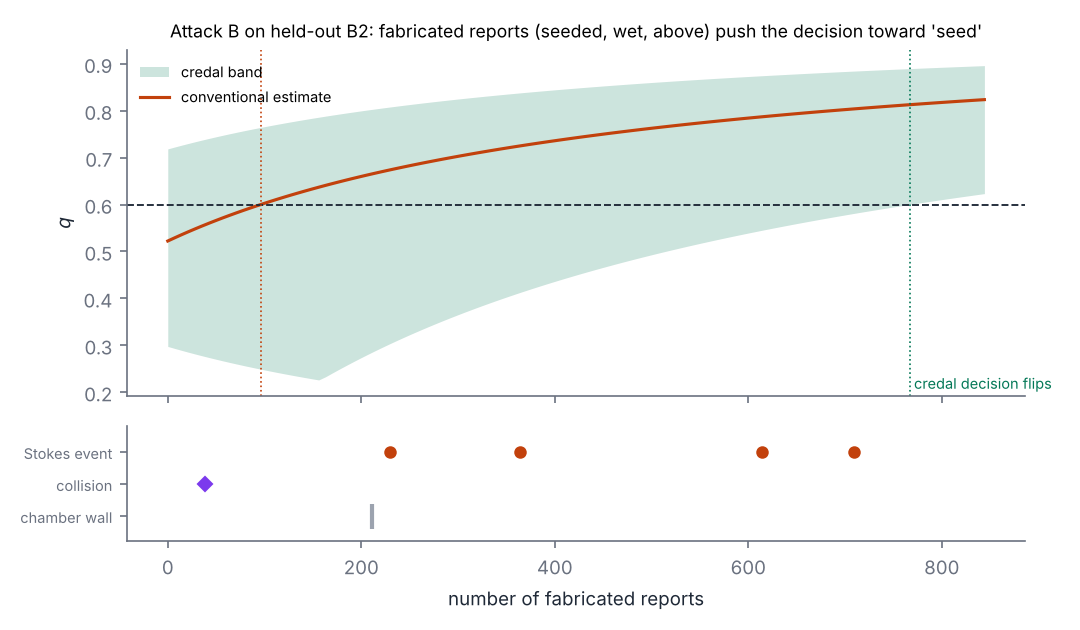 Attack B on held-out B2: fabricated reports (seeded, wet, above) push the decision toward 'seed'
credal band
conventional estimate
0.9
0.8
0.7
0.6
0.5
0.4
0.3
0.2
q
credal decision flips
Stokes event
collision
chamber wall
0 200 400 600 800
number of fabricated reports